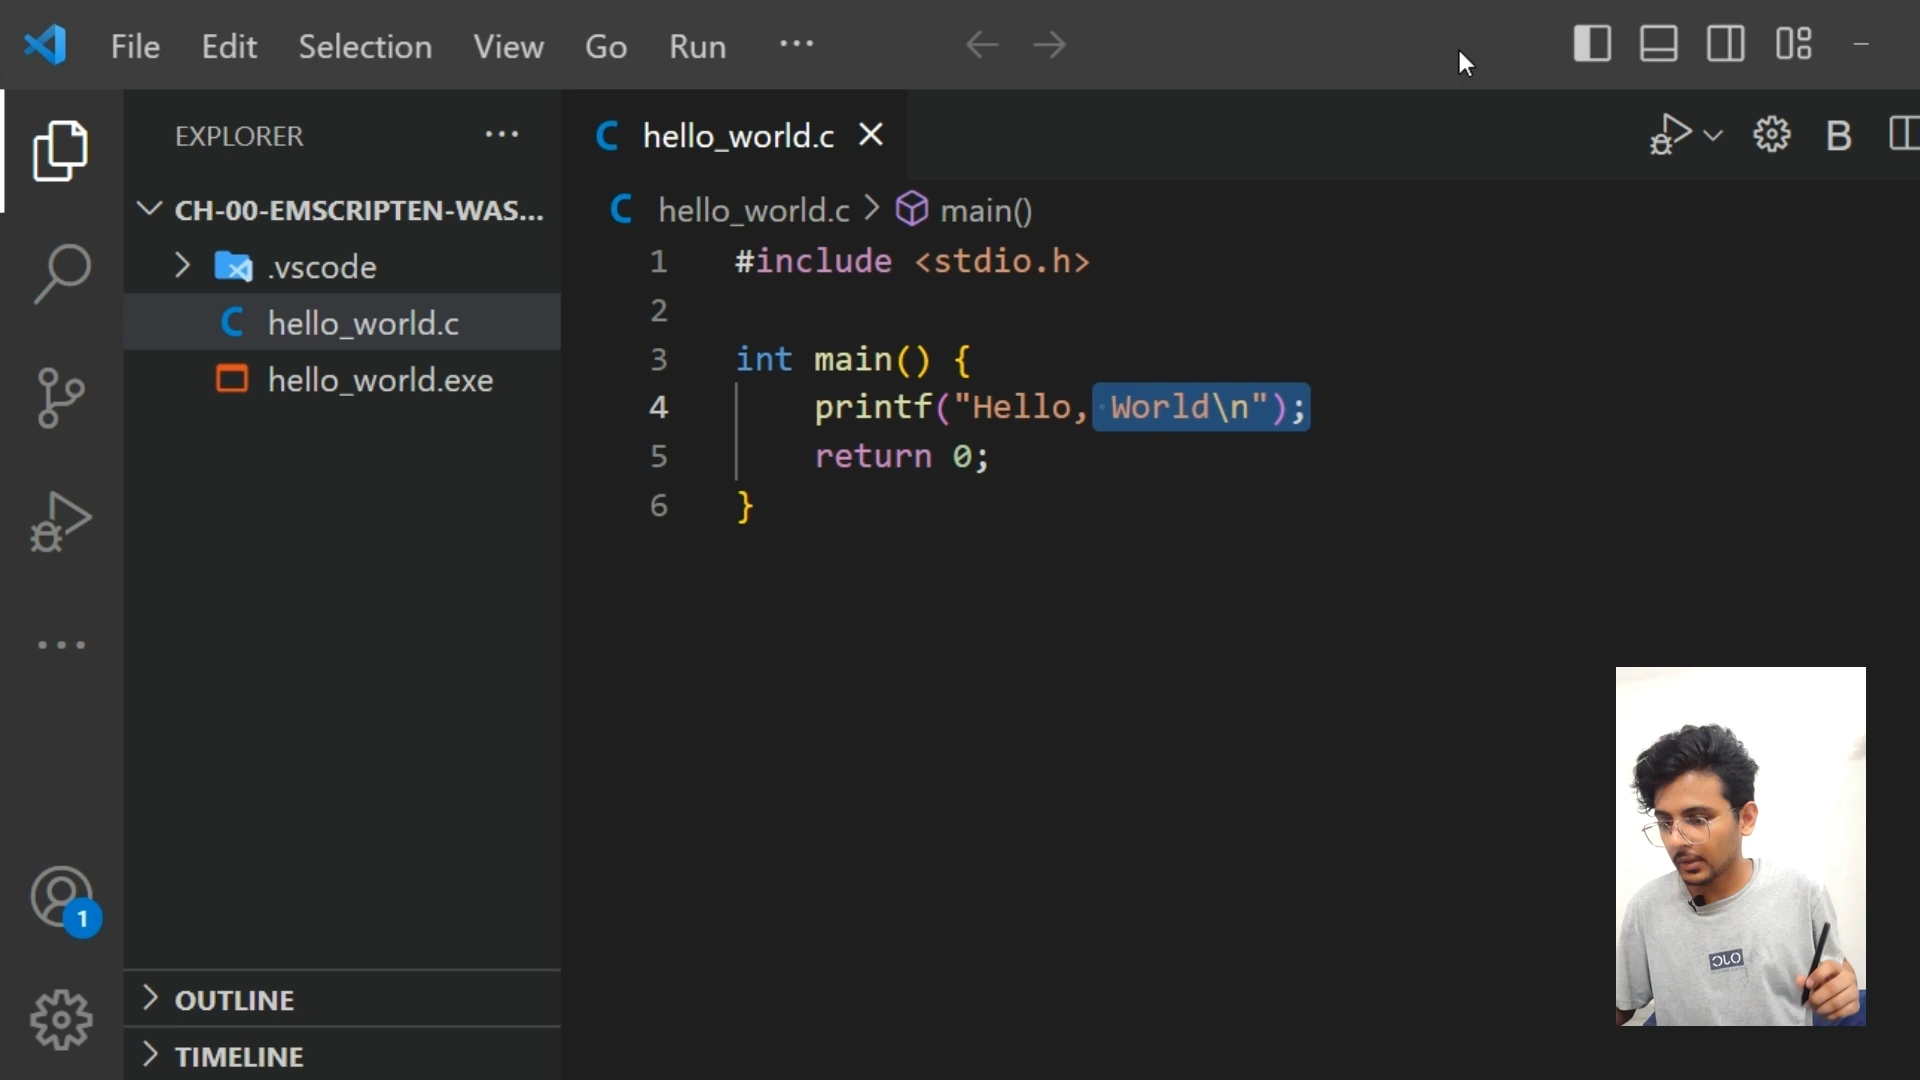 File Edit Selection View Go Run ...
EXPLORER ...
CH-00-EMSCRIPTEN-WAS...
.vscode
hello_world.c
hello_world.exe
OUTLINE
TIMELINE
1
hello_world.c
B
hello_world.c > main()
1 #include <stdio.h>
2
3 int main() {
4 printf("Hello, World\n");
5 return 0;
6 }